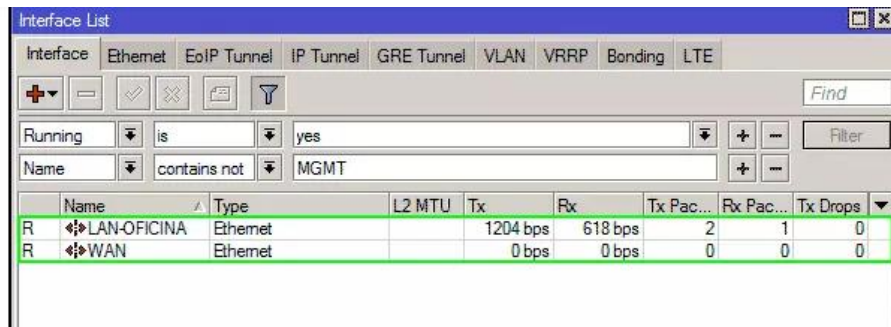 Interface List
Interface Ethernet EoIP Tunnel IP Tunnel GRE Tunnel VLAN VRRP Bonding LTE
Find
Running is yes Filter
Name contains not MGMT
Name Type L2 MTU Tx Rx Tx Pac... Rx Pac... Tx Drops
R LAN-OFICINA Ethernet 1204 bps 618 bps 2 1 0
R WAN Ethernet 0 bps 0 bps 0 0 0